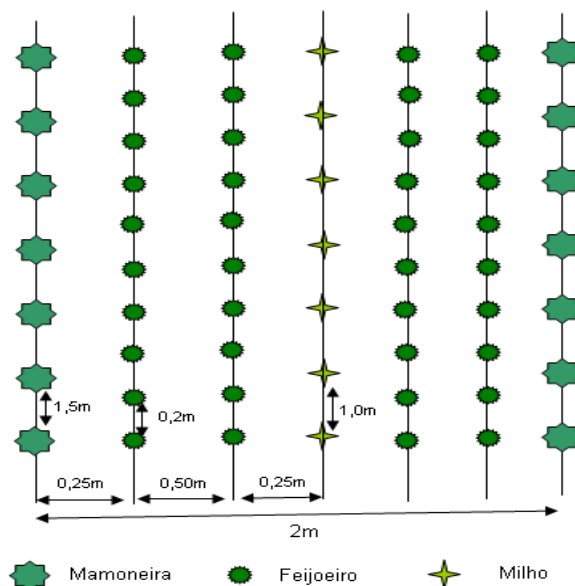 1,5m
0,2m
1,0m
0,25m
0,50m
0,25m
2m
Mamoneira
Feijoeiro
Milho